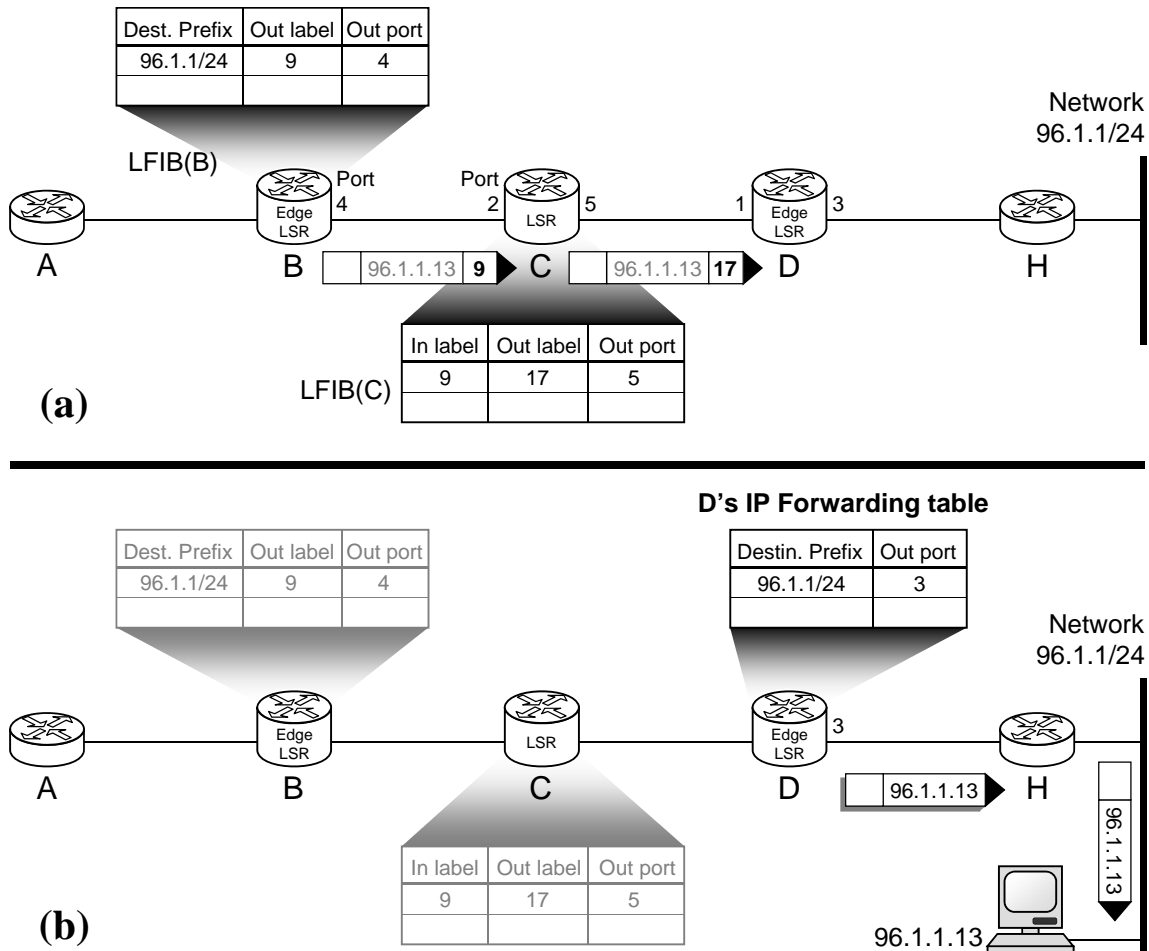 Dest. Prefix Out label Out port
96.1.1/24 9 4
Network
96.1.1/24
LFIB(B)
Port
4
Port
2
5
1
3
Edge
LSR
LSR
Edge
LSR
A
B
96.1.1.13 9
C
96.1.1.13 17
D
H
In label Out label Out port
9 17 5
LFIB(C)
(a)
D's IP Forwarding table
Dest. Prefix Out label Out port
96.1.1/24 9 4
Destin. Prefix Out port
96.1.1/24 3
Network
96.1.1/24
Edge
LSR
LSR
Edge
LSR
3
A
B
C
D
H
96.1.1.13
96.1.1.13
In label Out label Out port
9 17 5
(b)
96.1.1.13